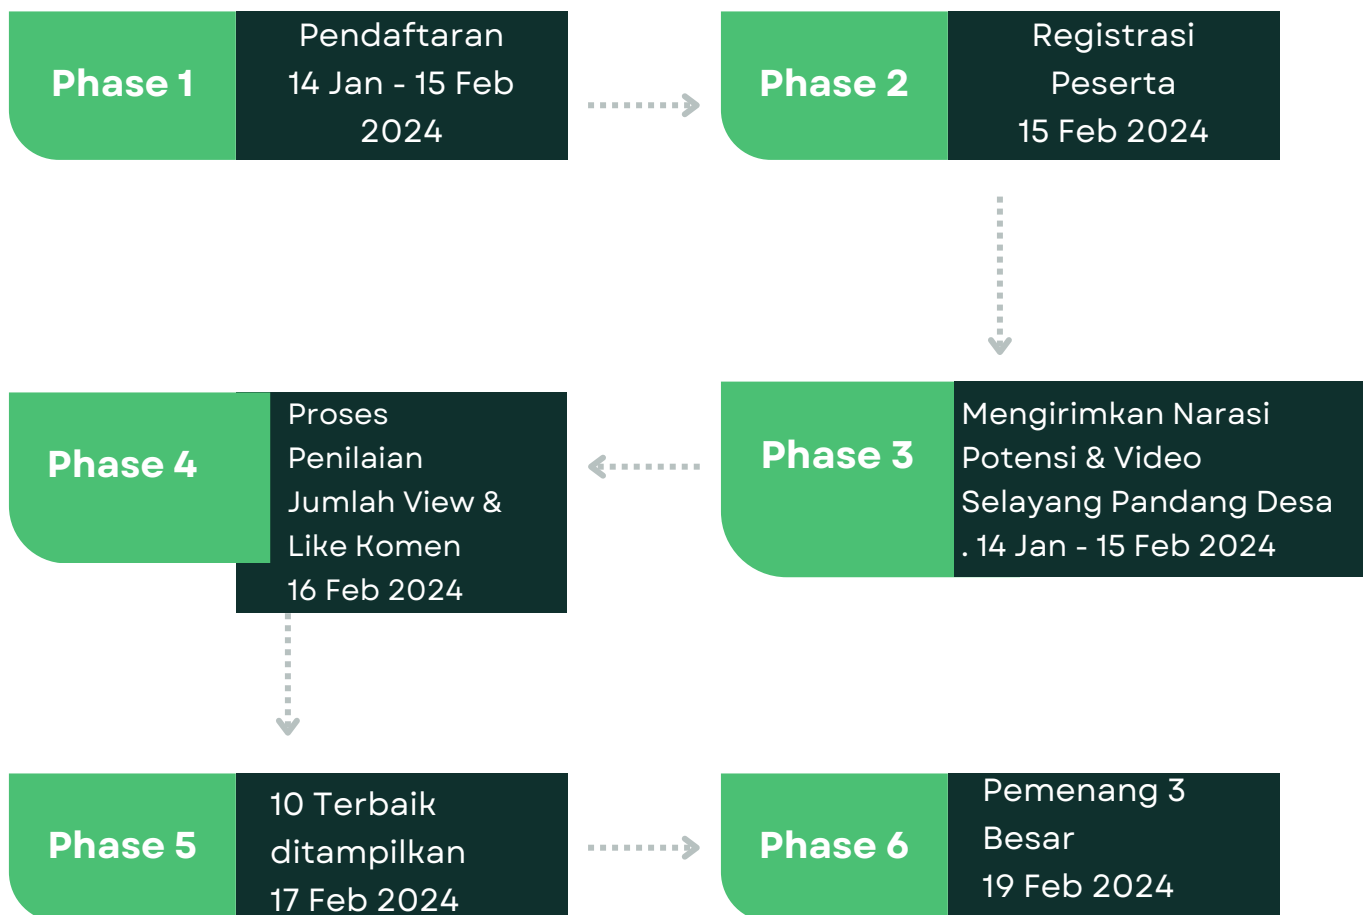 Phase 1
Pendaftaran
14 Jan - 15 Feb
2024
Phase 2
Registrasi
Peserta
15 Feb 2024
Phase 3
Mengirimkan Narasi
Potensi & Video
Selayang Pandang Desa
. 14 Jan - 15 Feb 2024
Phase 4
Proses
Penilaian
Jumlah View &
Like Komen
16 Feb 2024
Phase 5
10 Terbaik
ditampilkan
17 Feb 2024
Phase 6
Pemenang 3
Besar
19 Feb 2024